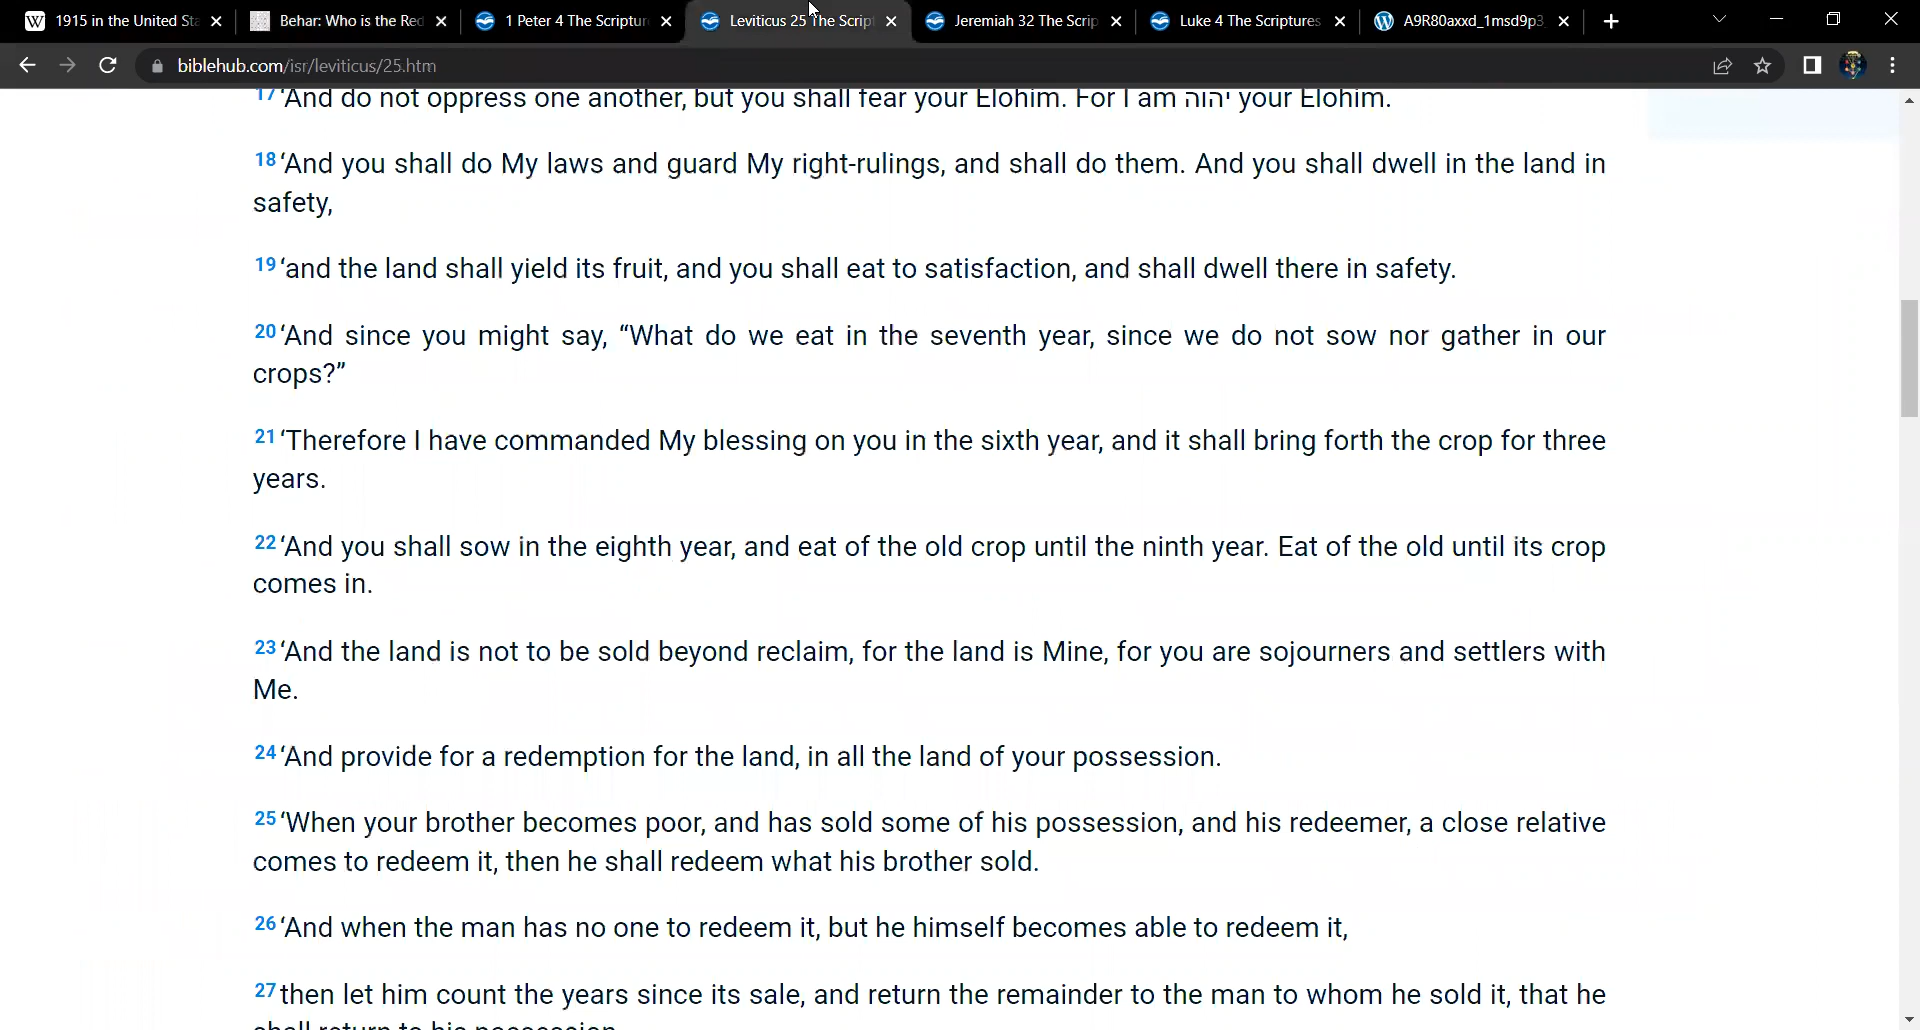 1915 in the United Sta
Behar: Who is the Red
1 Peter 4 The Scripture
Leviticus 25 The Script
Jeremiah 32 The Scrip
Luke 4 The Scriptures
A9R80axxd_1msd9p3
biblehub.com/isr/leviticus/25.htm
17 ‘And do not oppress one another, but you shall fear your Elohim. For I am יהוה your Elohim.
18 ‘And you shall do My laws and guard My right-rulings, and shall do them. And you shall dwell in the land in
safety,
19 ‘and the land shall yield its fruit, and you shall eat to satisfaction, and shall dwell there in safety.
20 ‘And since you might say, “What do we eat in the seventh year, since we do not sow nor gather in our
crops?”
21 ‘Therefore I have commanded My blessing on you in the sixth year, and it shall bring forth the crop for three
years.
22 ‘And you shall sow in the eighth year, and eat of the old crop until the ninth year. Eat of the old until its crop
comes in.
23 ‘And the land is not to be sold beyond reclaim, for the land is Mine, for you are sojourners and settlers with
Me.
24 ‘And provide for a redemption for the land, in all the land of your possession.
25 ‘When your brother becomes poor, and has sold some of his possession, and his redeemer, a close relative
comes to redeem it, then he shall redeem what his brother sold.
26 ‘And when the man has no one to redeem it, but he himself becomes able to redeem it,
27 then let him count the years since its sale, and return the remainder to the man to whom he sold it, that he
shall return to his possession.